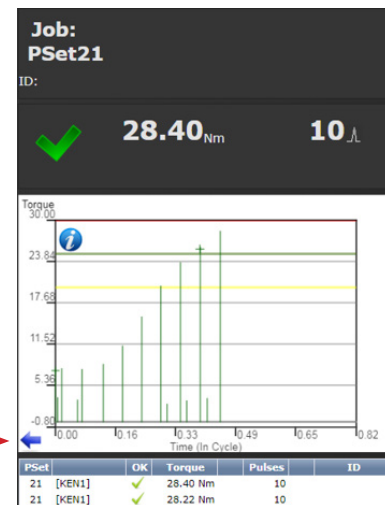 Job:
PSet21
ID:
28.40 Nm 10
Torque
30.00
23.84
17.68
11.52
5.36
-0.80
0.00 0.16 0.33 0.49 0.65 0.82
Time (In Cycle)
PSet OK Torque Pulses ID
21 [KEN1] 28.40 Nm 10
21 [KEN1] 28.22 Nm 10